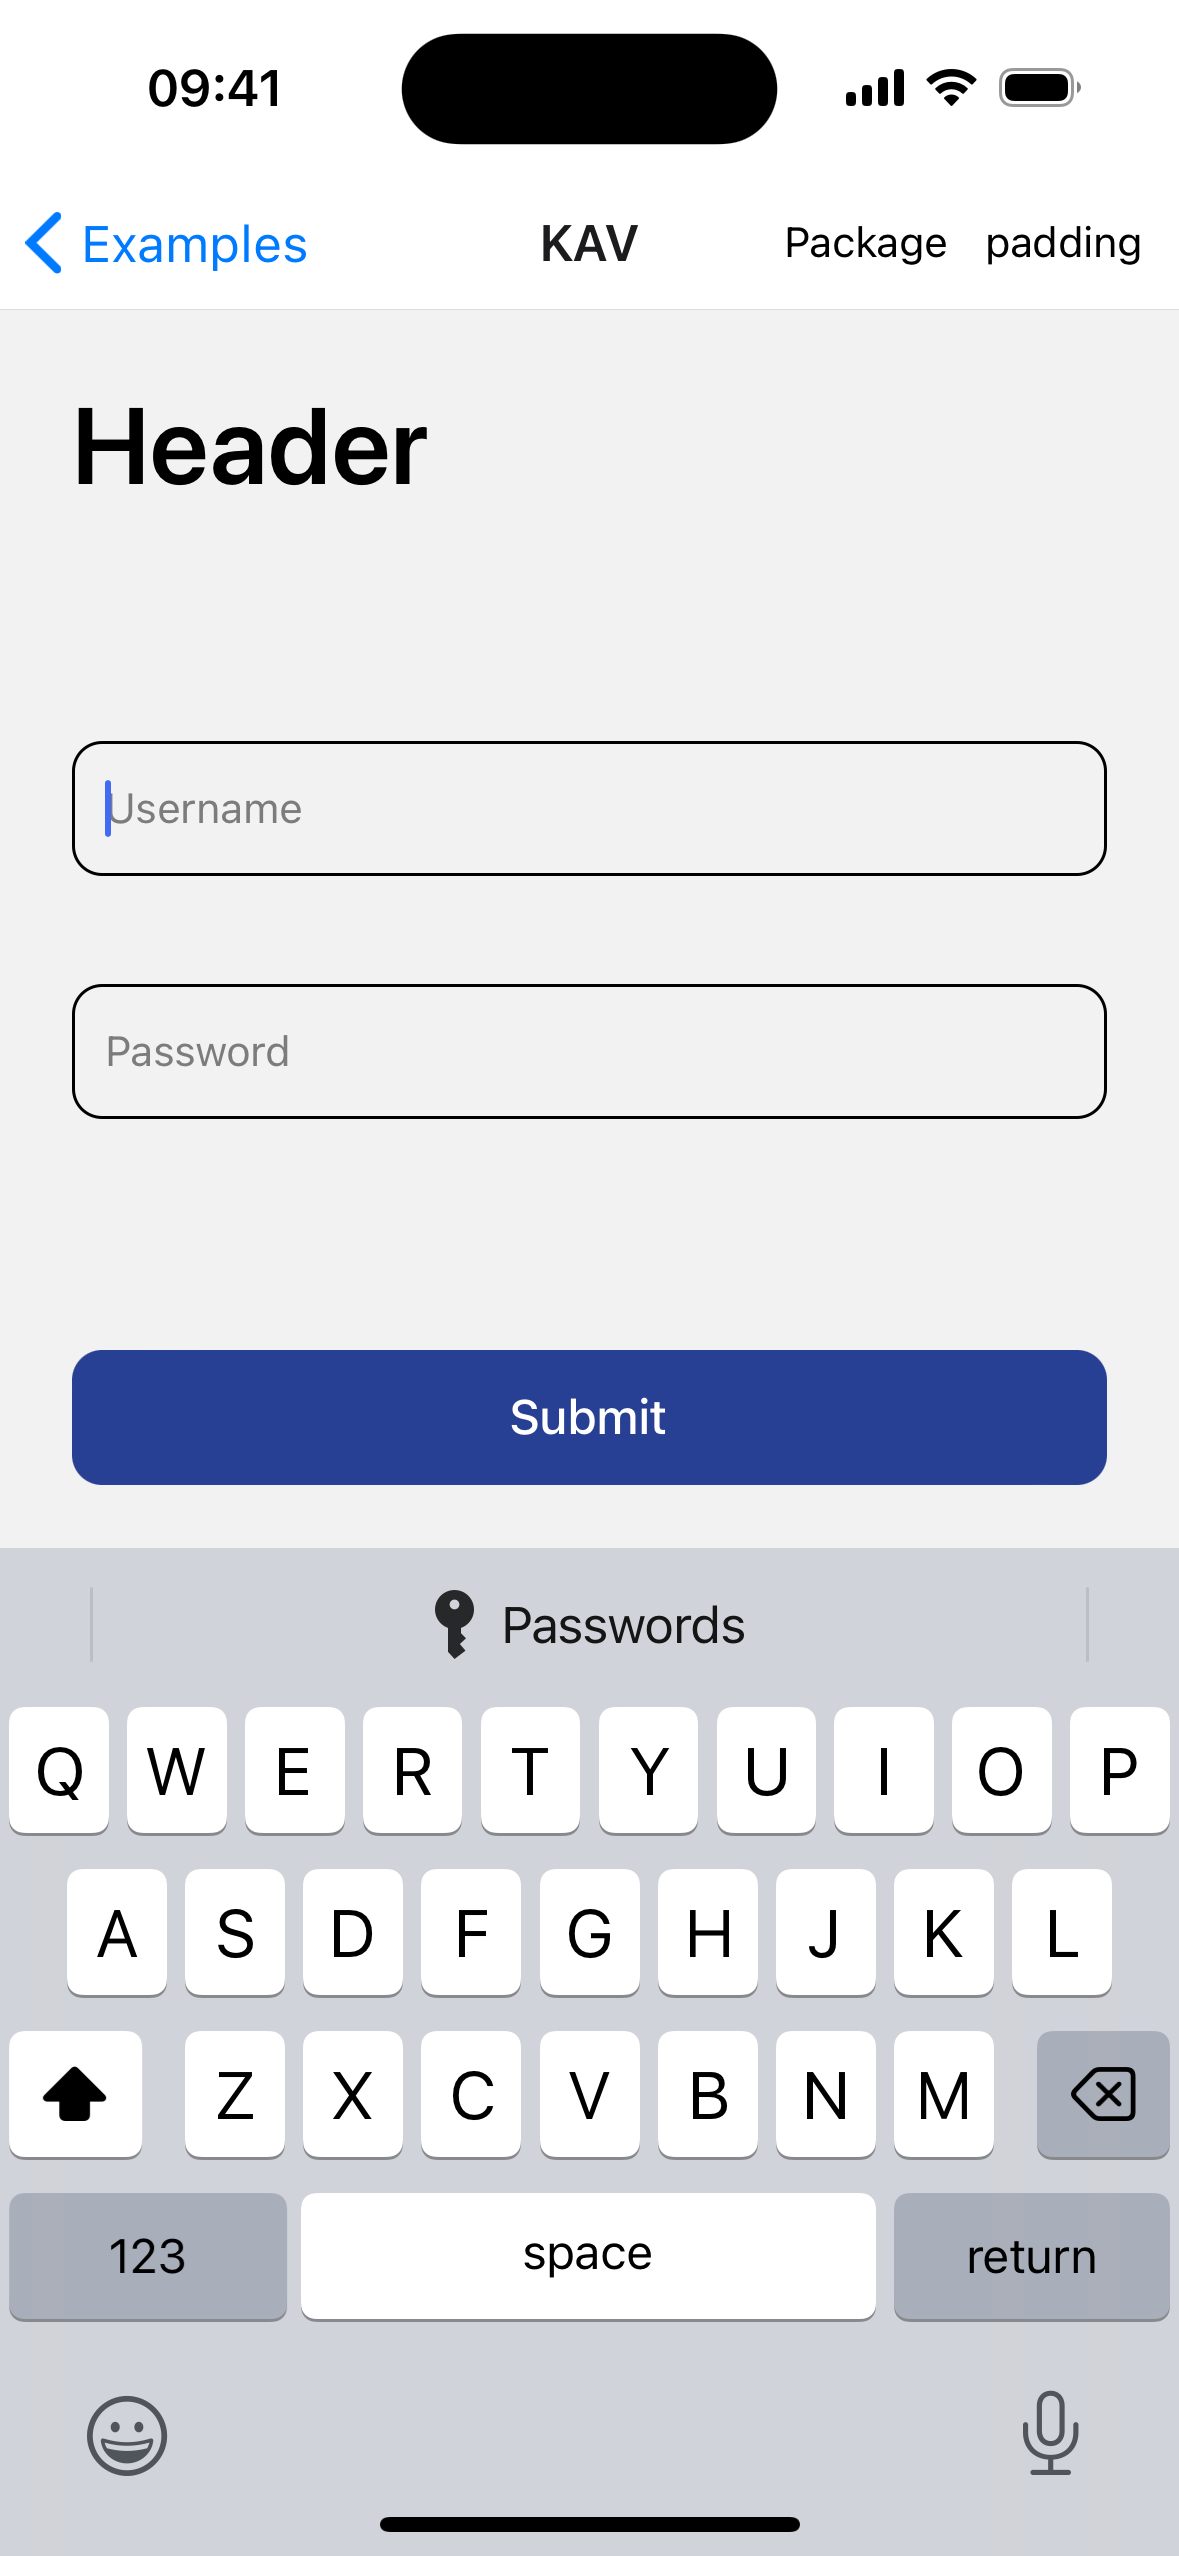 09:41
Examples KAV Package padding
Header
Username
Password
Submit
Passwords
Q W E R T Y U I O P
A S D F G H J K L
Z X C V B N M
123 space return